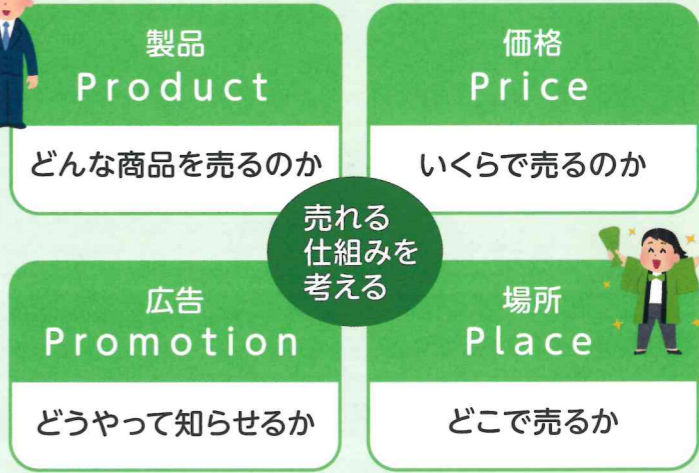 製品
Product
どんな商品を売るのか
価格
Price
いくらで売るのか
売れる
仕組みを
考える
広告
Promotion
どうやって知らせるか
場所
Place
どこで売るか